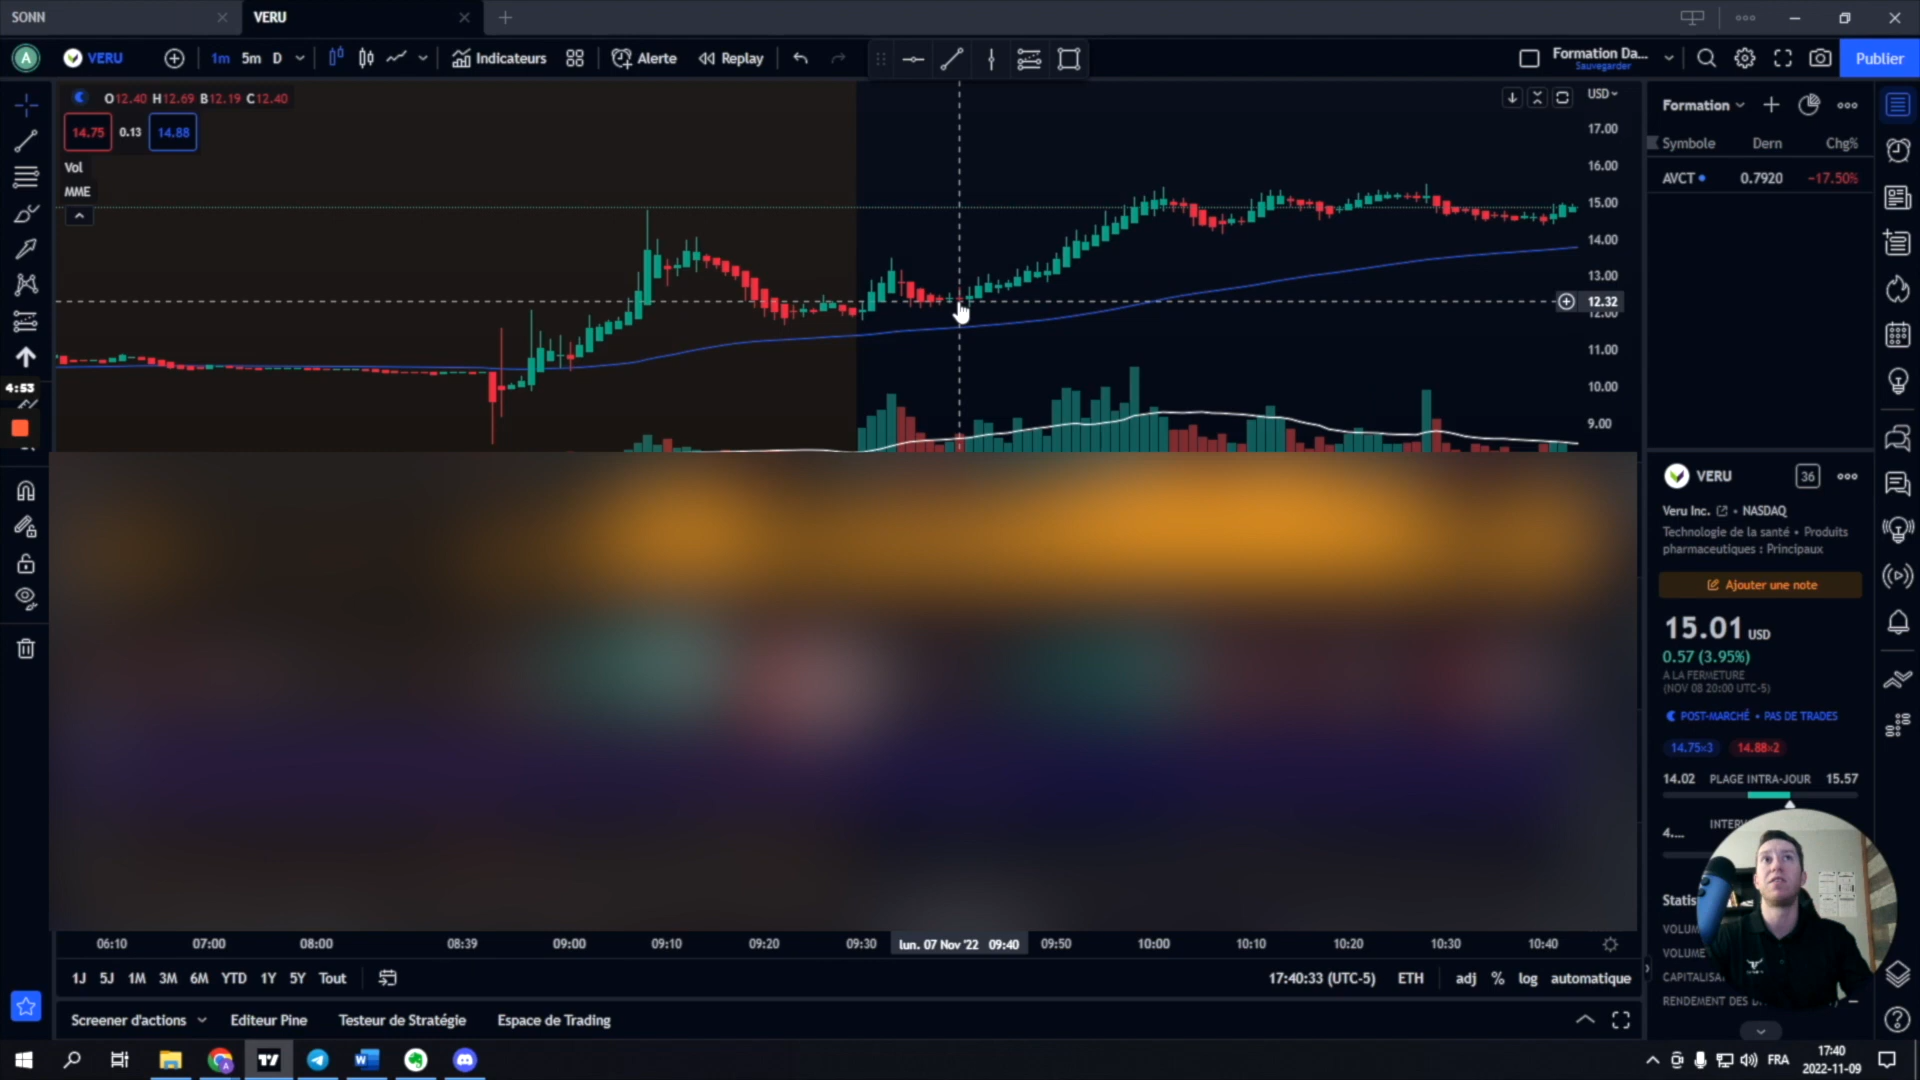 SONN
VERU
A
VERU
1m 5m D
Indicateurs
Alerte
Replay
Formation Da...
Sauvegarder
Publier
O12.40 H12.69 B12.19 C12.40
14.75
0.13
14.88
Vol
MME
USD
17.00
16.00
15.00
14.00
13.00
12.32
12.00
11.00
10.00
9.00
4:53
Formation
Symbole Dern Chg%
AVCT 0.7920 −17.50%
VERU
36
Veru Inc. • NASDAQ
Technologie de la santé • Produits
pharmaceutiques : Principaux
Ajouter une note
15.01 USD
0.57 (3.95%)
À LA FERMETURE
(NOV 08 20:00 UTC-5)
POST-MARCHÉ • PAS DE TRADES
14.75×3
14.88×2
14.02 PLAGE INTRA-JOUR 15.57
4....
06:10 07:00 08:00 08:39 09:00 09:10 09:20 09:30 lun. 07 Nov '22 09:40 09:50 10:00 10:10 10:20 10:30 10:40
1J 5J 1M 3M 6M YTD 1Y 5Y Tout
17:40:33 (UTC-5)
ETH
adj % log automatique
VOLUME
RENDEMENT DES
Screener d'actions
Editeur Pine
Testeur de Stratégie
Espace de Trading
FRA
17:40
2022-11-09